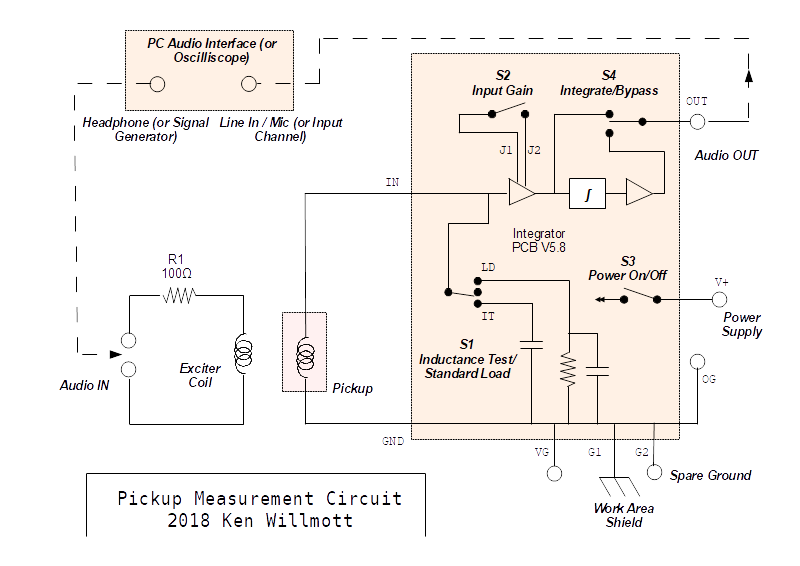 PC Audio Interface (or
Oscilliscope)
Headphone (or Signal
Generator)
Line In / Mic (or Input
Channel)
S2
Input Gain
S4
Integrate/Bypass
OUT
Audio OUT
J1
J2
IN
∫
Integrator
PCB V5.8
R1
100Ω
LD
IT
S3
Power On/Off
V+
Power
Supply
S1
Inductance Test/
Standard Load
Exciter
Coil
Audio IN
Pickup
OG
GND
VG
G1
G2
Spare Ground
Work Area
Shield
Pickup Measurement Circuit
2018 Ken Willmott